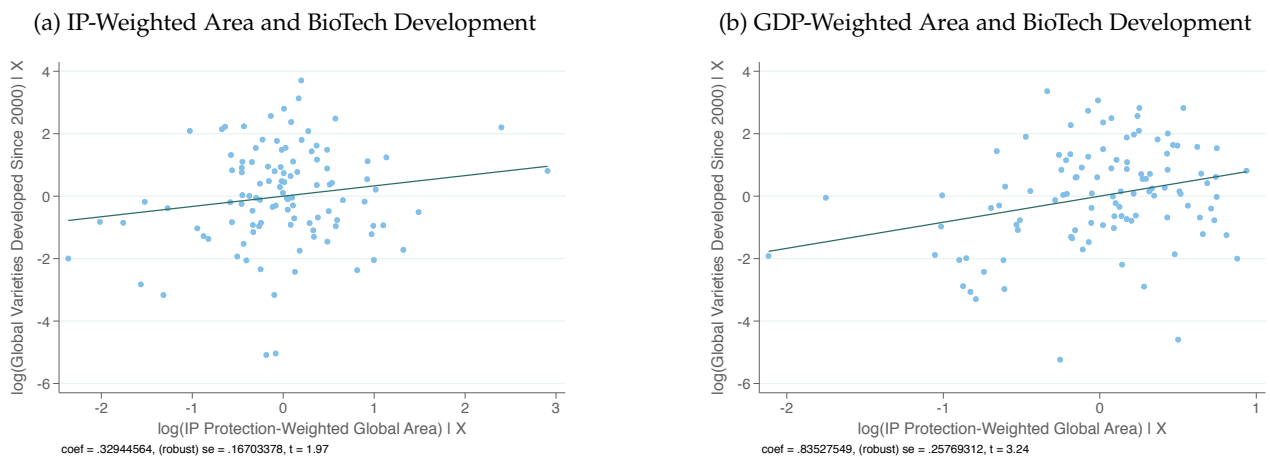 (a) IP-Weighted Area and BioTech Development
log(Global Varieties Developed Since 2000) | X
4
2
0
-2
-4
-6
-2
-1
0
1
2
3
log(IP Protection-Weighted Global Area) | X
coef = .32944564, (robust) se = .16703378, t = 1.97
(b) GDP-Weighted Area and BioTech Development
log(Global Varieties Developed Since 2000) | X
4
2
0
-2
-4
-6
-2
-1
0
1
log(IP Protection-Weighted Global Area) | X
coef = .83527549, (robust) se = .25769312, t = 3.24